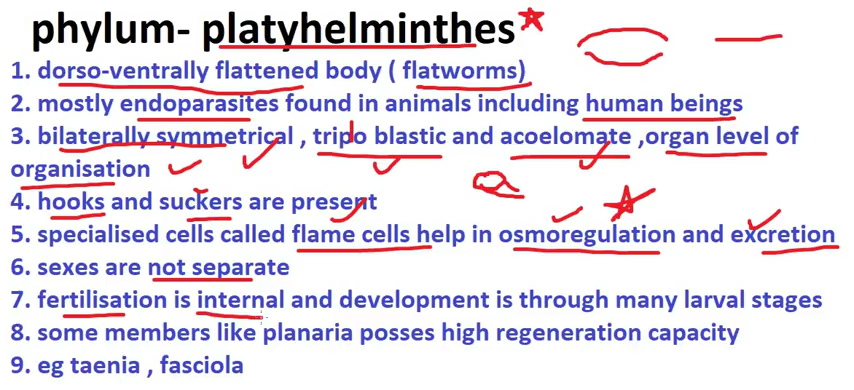 phylum- platyhelminthes
1. dorso-ventrally flattened body ( flatworms)
2. mostly endoparasites found in animals including human beings
3. bilaterally symmetrical , tripo blastic and acoelomate ,organ level of
organisation
4. hooks and suckers are present
5. specialised cells called flame cells help in osmoregulation and excretion
6. sexes are not separate
7. fertilisation is internal and development is through many larval stages
8. some members like planaria posses high regeneration capacity
9. eg taenia , fasciola